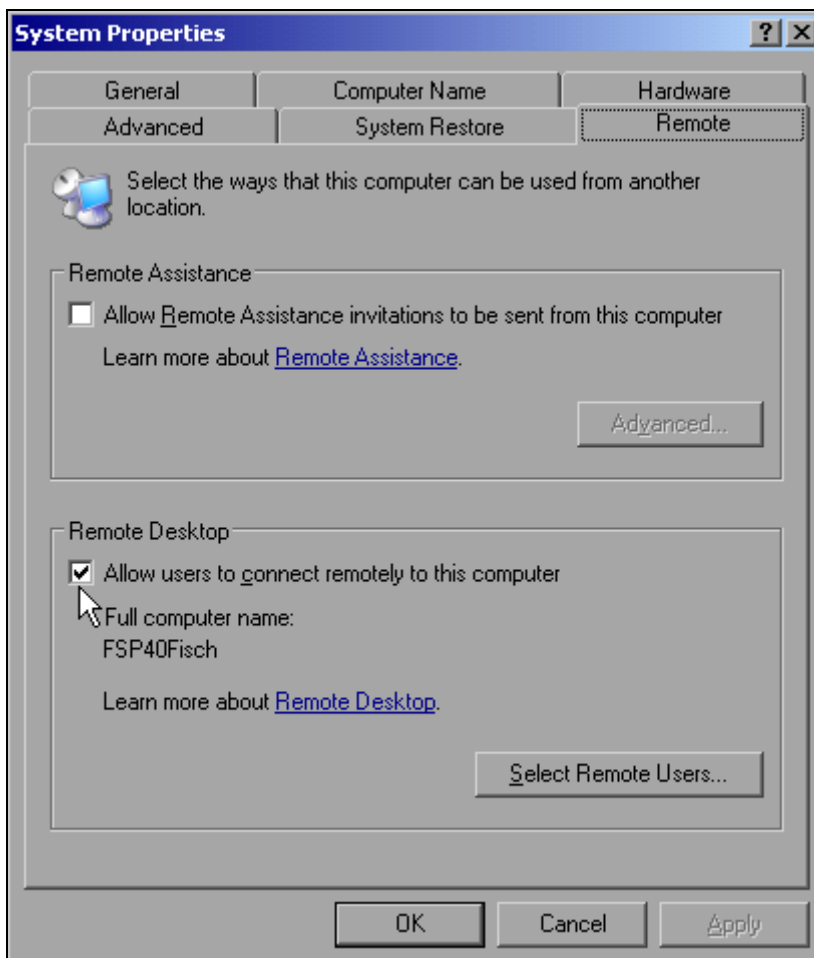 System Properties
General
Computer Name
Hardware
Advanced
System Restore
Remote
Select the ways that this computer can be used from another
location.
Remote Assistance
Allow Remote Assistance invitations to be sent from this computer
Learn more about Remote Assistance.
Advanced...
Remote Desktop
Allow users to connect remotely to this computer
Full computer name:
FSP40Fisch
Learn more about Remote Desktop.
Select Remote Users...
OK
Cancel
Apply